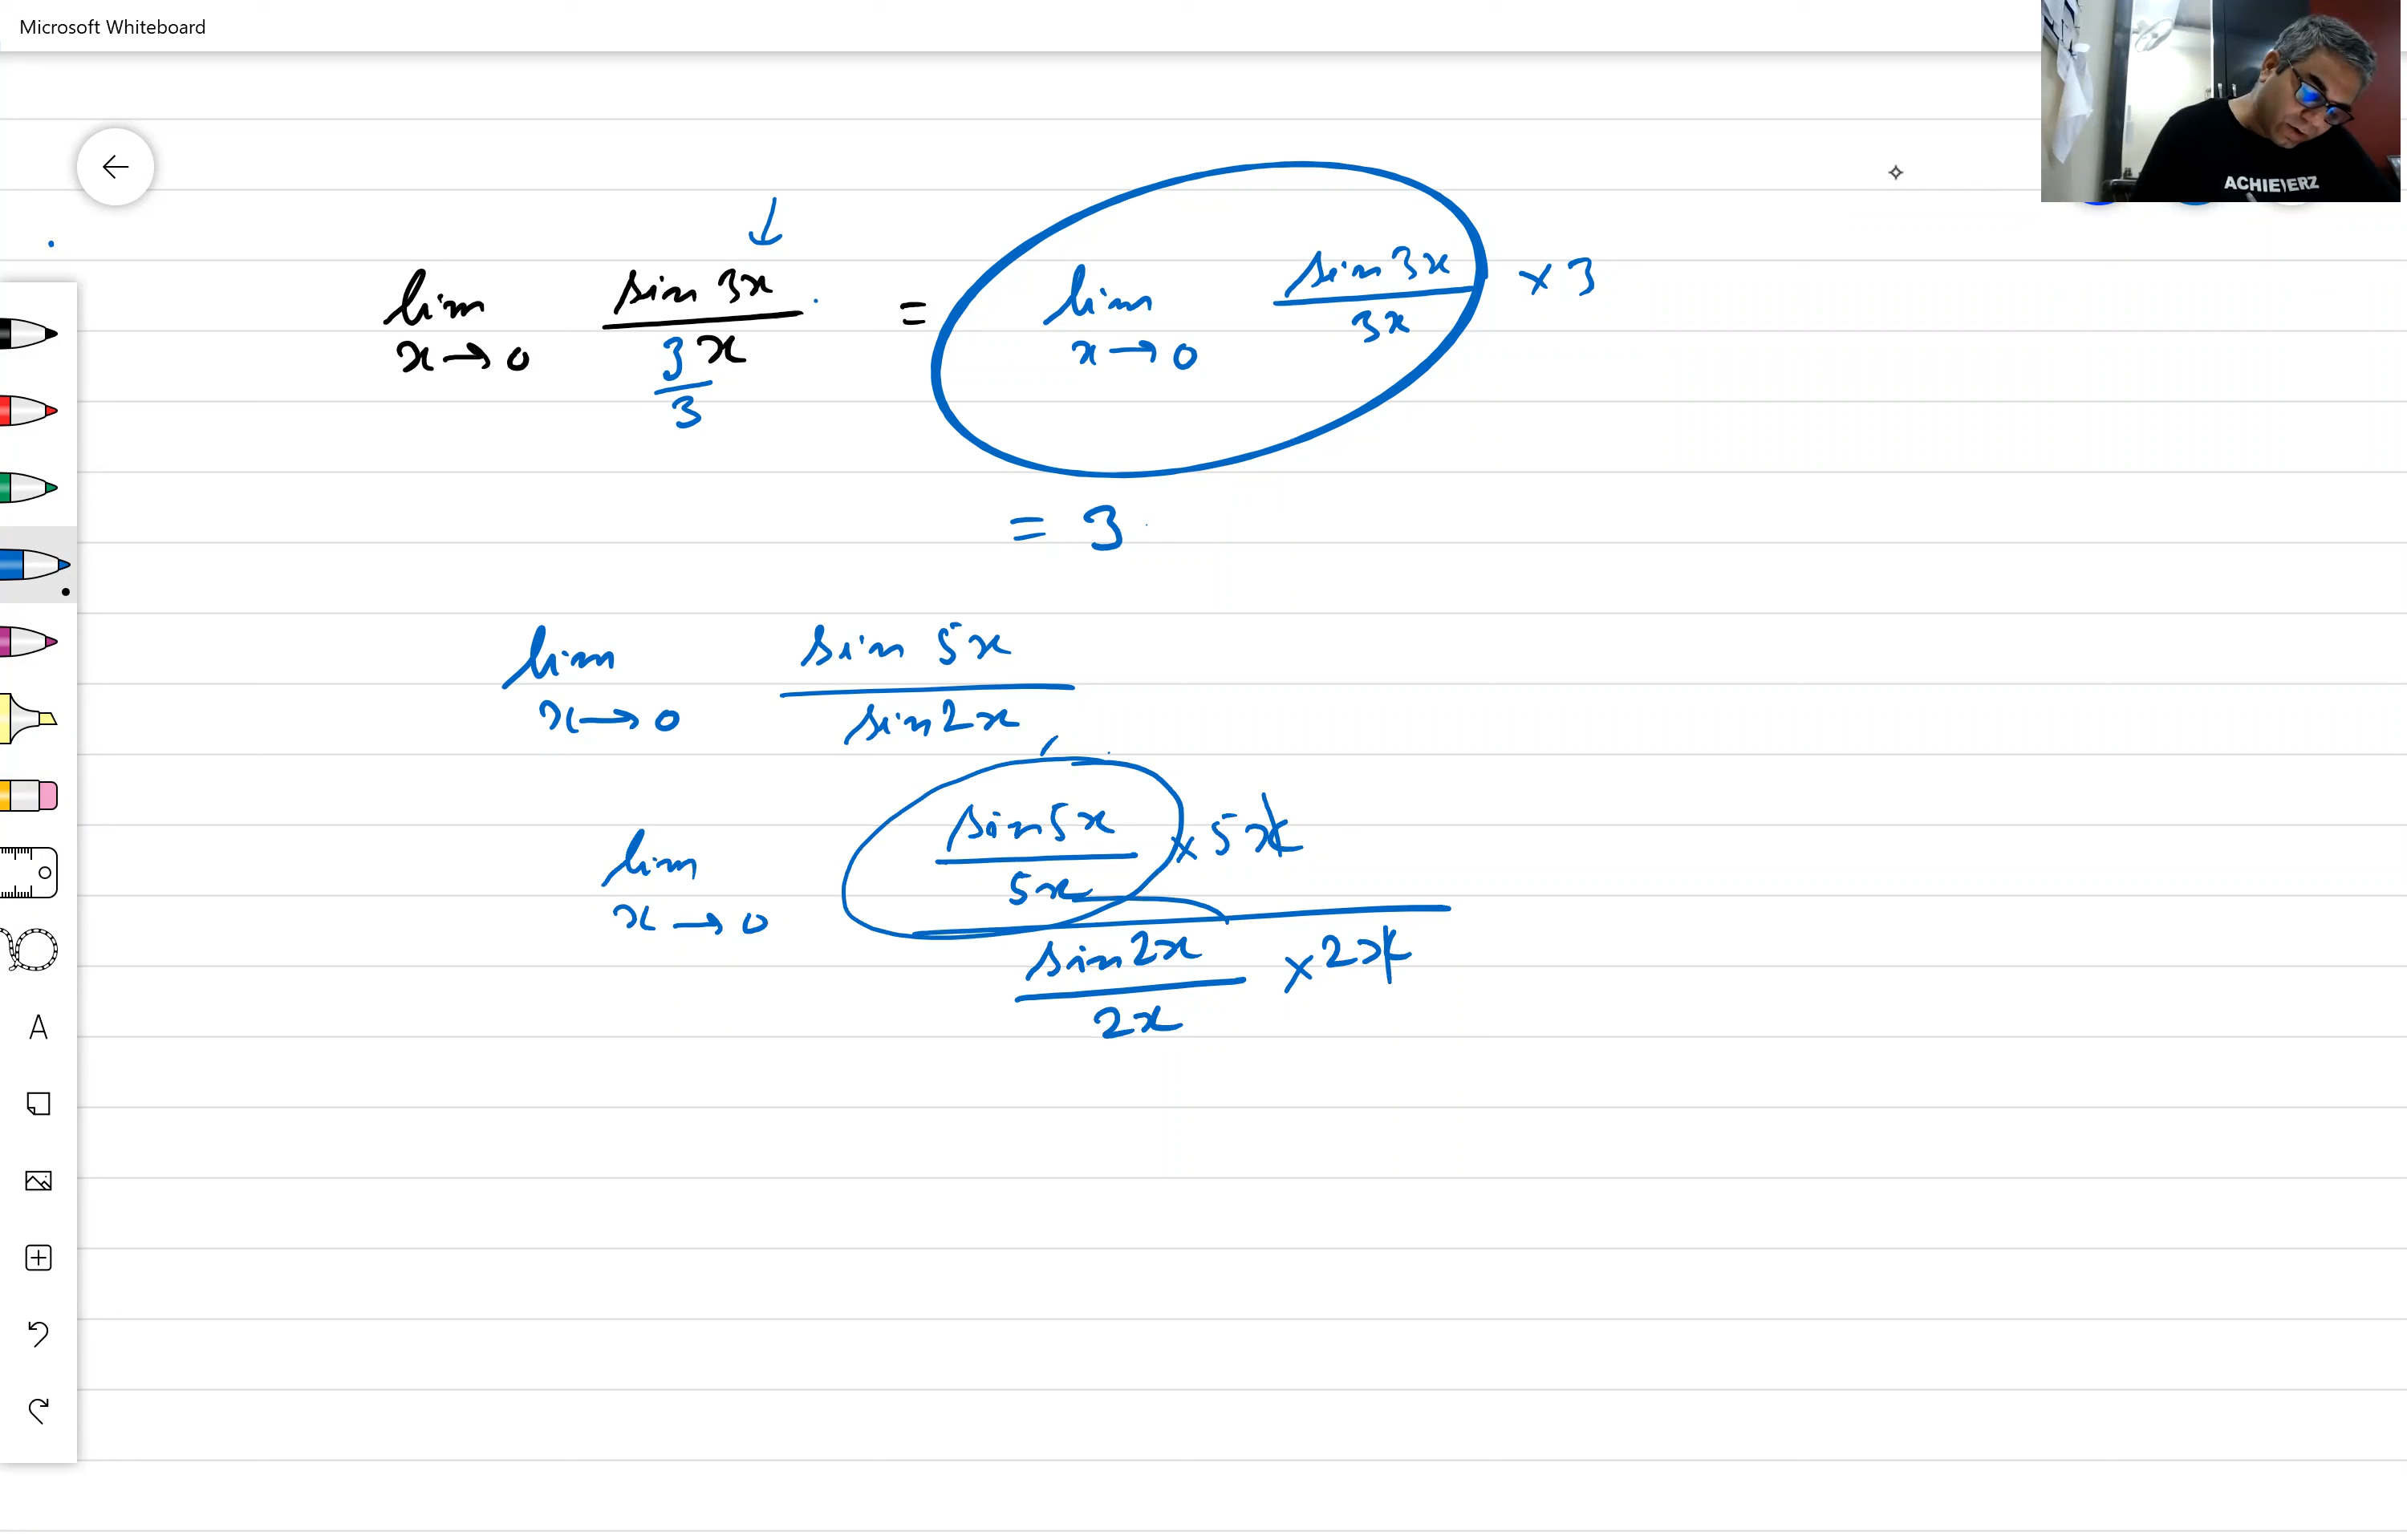 Microsoft Whiteboard
ACHIEVERZ
lim x→0 sin 3x / (3/3) x = lim x→0 sin 3x / 3x × 3
= 3
lim x→0 sin 5x / sin 2x
lim x→0 (sin 5x / 5x × 5x) / (sin 2x / 2x × 2x)
A